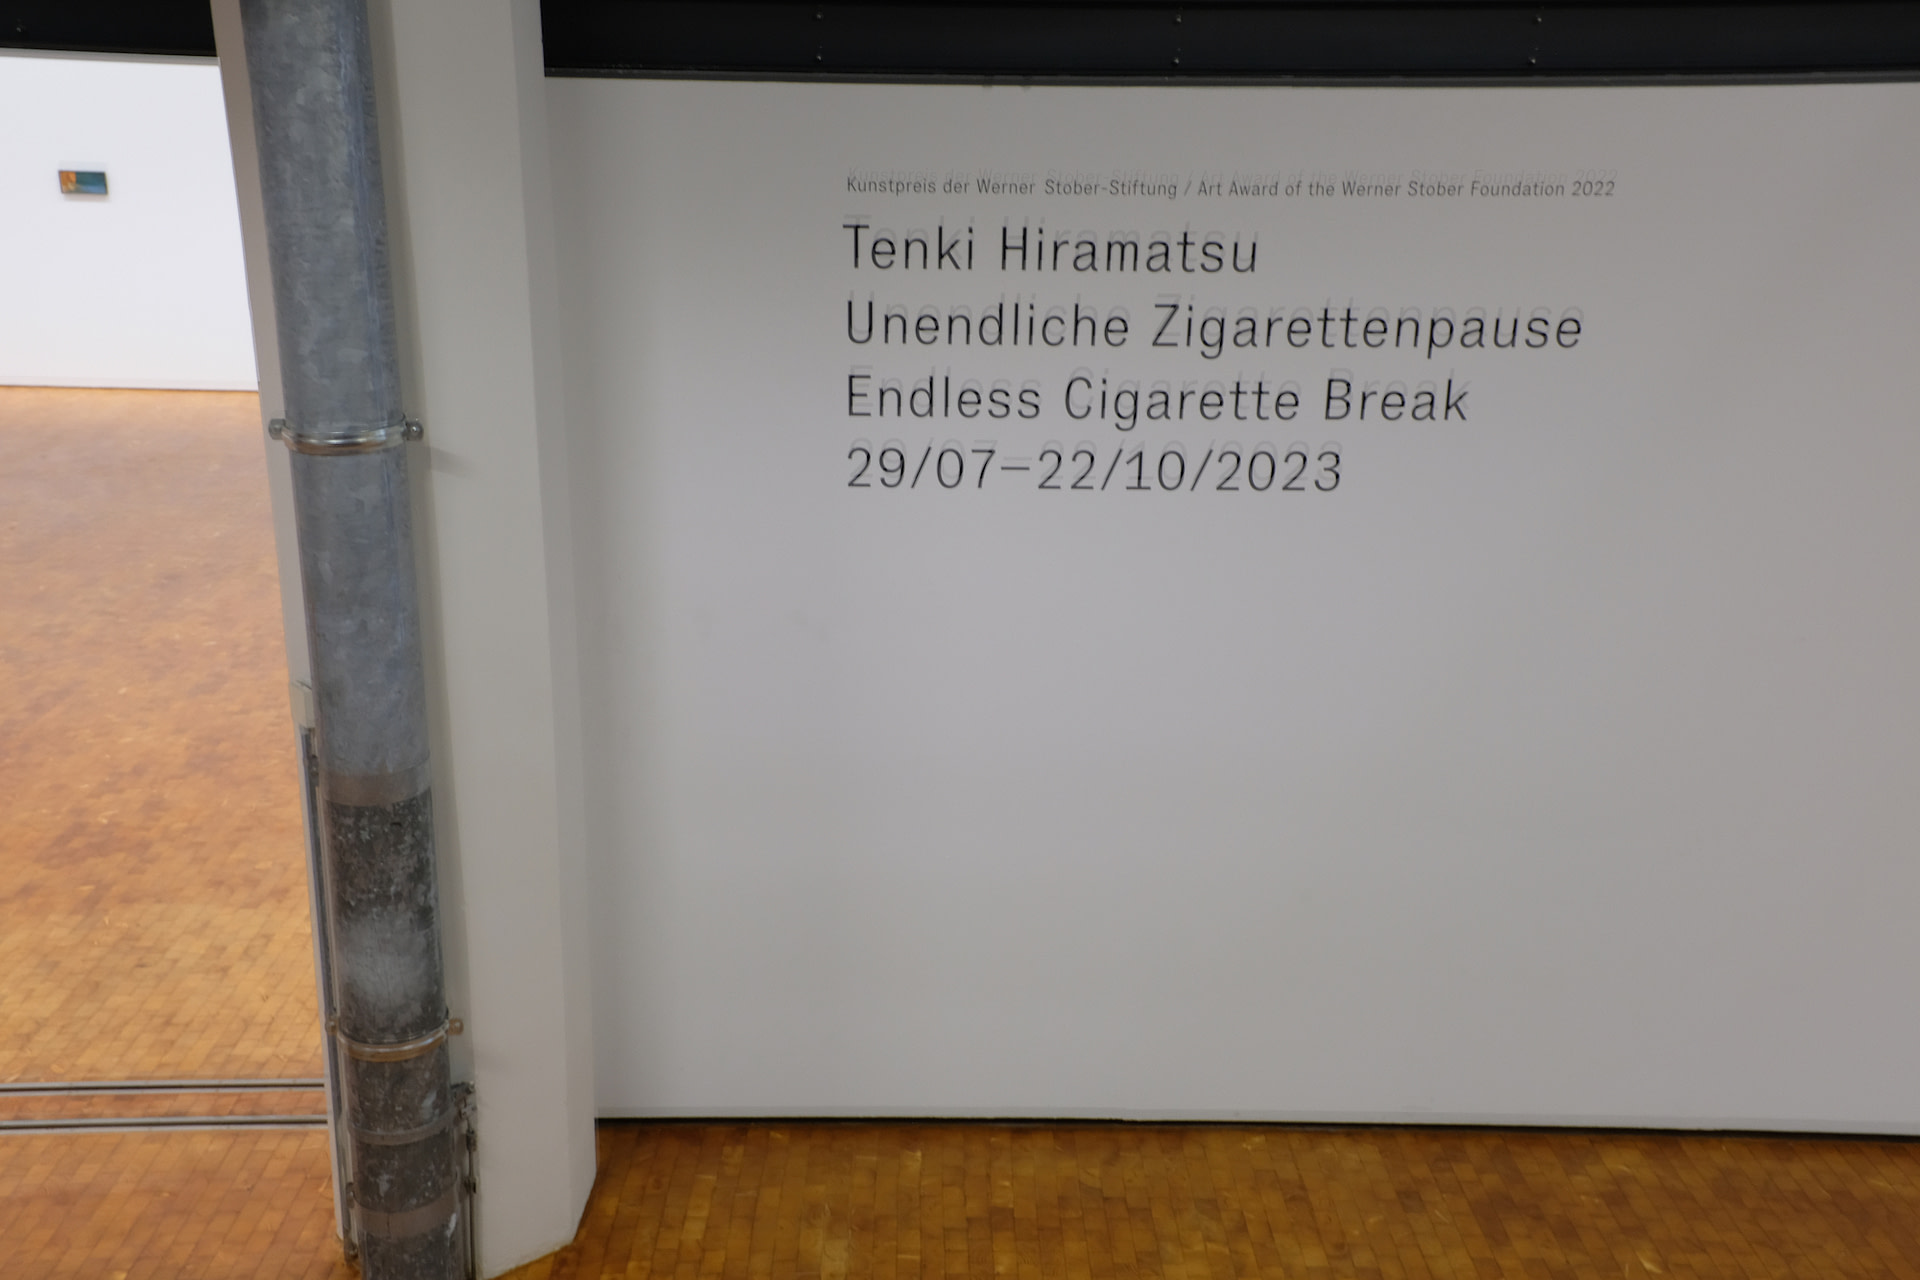 Kunstpreis der Werner Stober-Stiftung / Art Award of the Werner Stober Foundation 2022
Tenki Hiramatsu
Unendliche Zigarettenpause
Endless Cigarette Break
29/07–22/10/2023